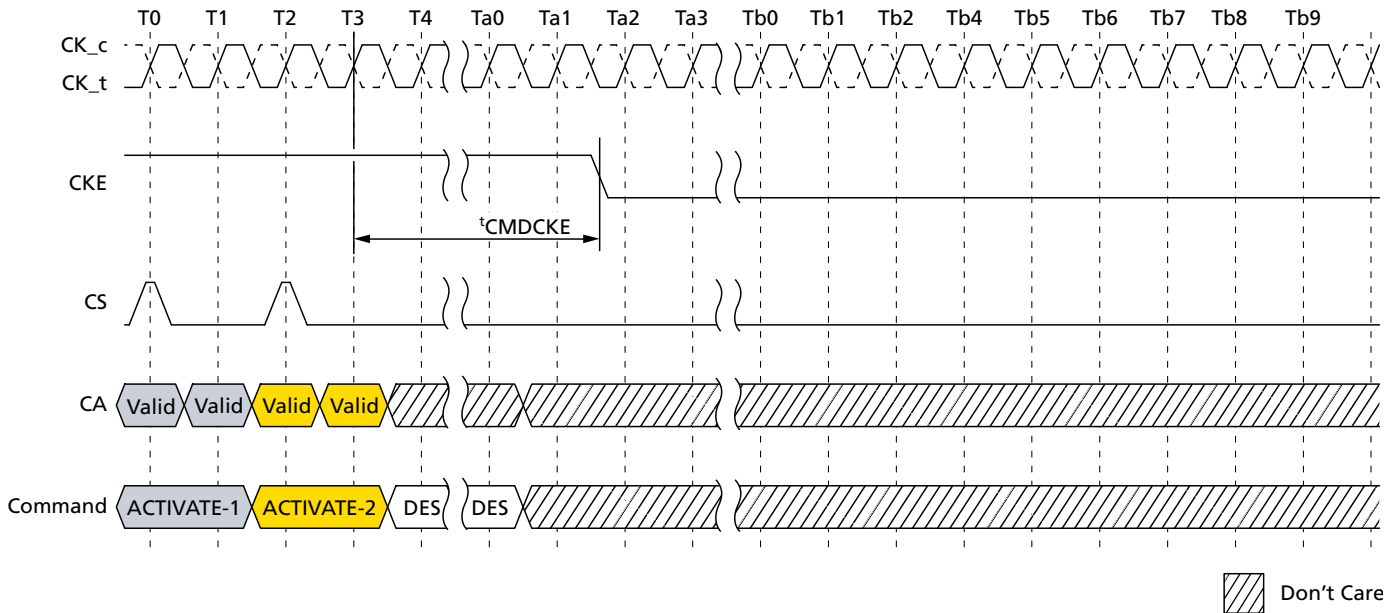 T0 T1 T2 T3 T4 Ta0 Ta1 Ta2 Ta3 Tb0 Tb1 Tb2 Tb4 Tb5 Tb6 Tb7 Tb8 Tb9
CK_c
CK_t
CKE
tCMDCKE
CS
CA Valid Valid Valid Valid
Command ACTIVATE-1 ACTIVATE-2 DES DES
Don't Care